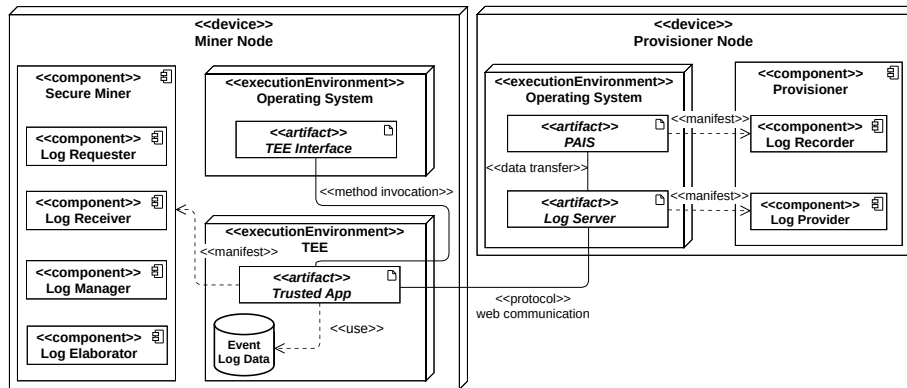 <<device>>
Miner Node
<<component>>
Secure Miner
<<component>>
Log Requester
<<component>>
Log Receiver
<<component>>
Log Manager
<<component>>
Log Elaborator
<<executionEnvironment>>
Operating System
<<artifact>>
TEE Interface
<<method invocation>>
<<executionEnvironment>>
TEE
<<manifest>>
<<artifact>>
Trusted App
<<use>>
Event
Log Data
<<protocol>>
web communication
<<device>>
Provisioner Node
<<executionEnvironment>>
Operating System
<<artifact>>
PAIS
<<data transfer>>
<<artifact>>
Log Server
<<manifest>>
<<manifest>>
<<component>>
Provisioner
<<component>>
Log Recorder
<<component>>
Log Provider